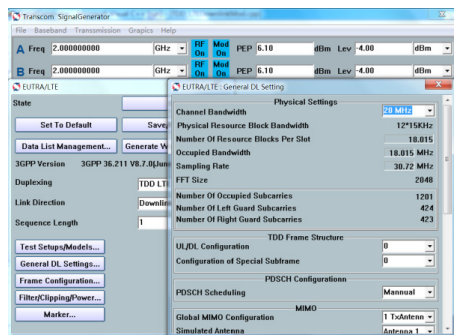 Transcom SignalGenerator
File Baseband Transsmission Grapics Help
A Freq 2.000000000 GHz RF On Mod On PEP 6.10 dBm Lev -4.00 dBm
B Freq 2.000000000 GHz RF On Mod On PEP 6.10 dBm Lev -4.00 dBm
EUTRA/LTE
State
Set To Default Save/
Data List Management... Generate W
3GPP Version 3GPP 36.211 V8.7.0(June
Duplexing TDD LT
Link Direction Downlin
Sequence Length 1
Test Setups/Models...
General DL Settings...
Frame Configuration...
Filter/Clipping/Power...
Marker...
EUTRA/LTE: General DL Setting
Physical Settings
Channel Bandwidth 20 MHz
Physical Resource Block Bandwidth 12*15KHz
Number Of Resource Blocks Per Slot 18.015
Occupied Bandwidth 18.015 MHz
Sampling Rate 30.72 MHz
FFT Size 2048
Number Of Occupied Subcarries 1201
Number Of Left Guard Subcarries 424
Number Of Right Guard Subcarries 423
TDD Frame Structure
UL/DL Configuration 0
Configuration of Special Subframe 0
PDSCH Configurationn
PDSCH Scheduling Mannual
MIMO
Global MIMO Configuration 1 TxAntenn
Simulated Antenna Antenna 1